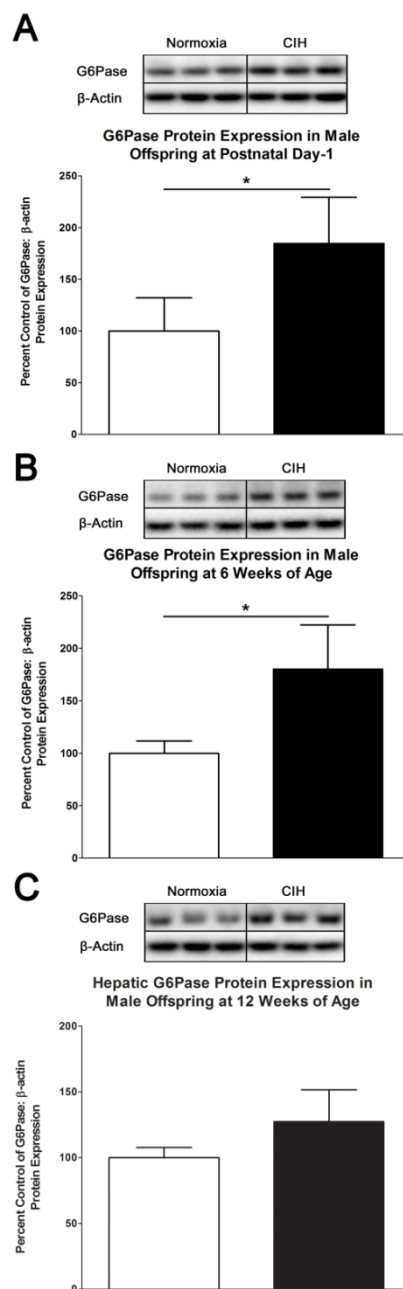 A
Normoxia CIH
G6Pase
β-Actin
G6Pase Protein Expression in Male
Offspring at Postnatal Day-1
*
Percent Control of G6Pase: β-actin
Protein Expression
250
200
150
100
50
0
B
Normoxia CIH
G6Pase
β-Actin
G6Pase Protein Expression in Male
Offspring at 6 Weeks of Age
*
Percent Control of G6Pase: β-actin
Protein Expression
250
200
150
100
50
0
C
Normoxia CIH
G6Pase
β-Actin
Hepatic G6Pase Protein Expression in
Male Offspring at 12 Weeks of Age
Percent Control of G6Pase: β-actin
Protein Expression
200
150
100
50
0